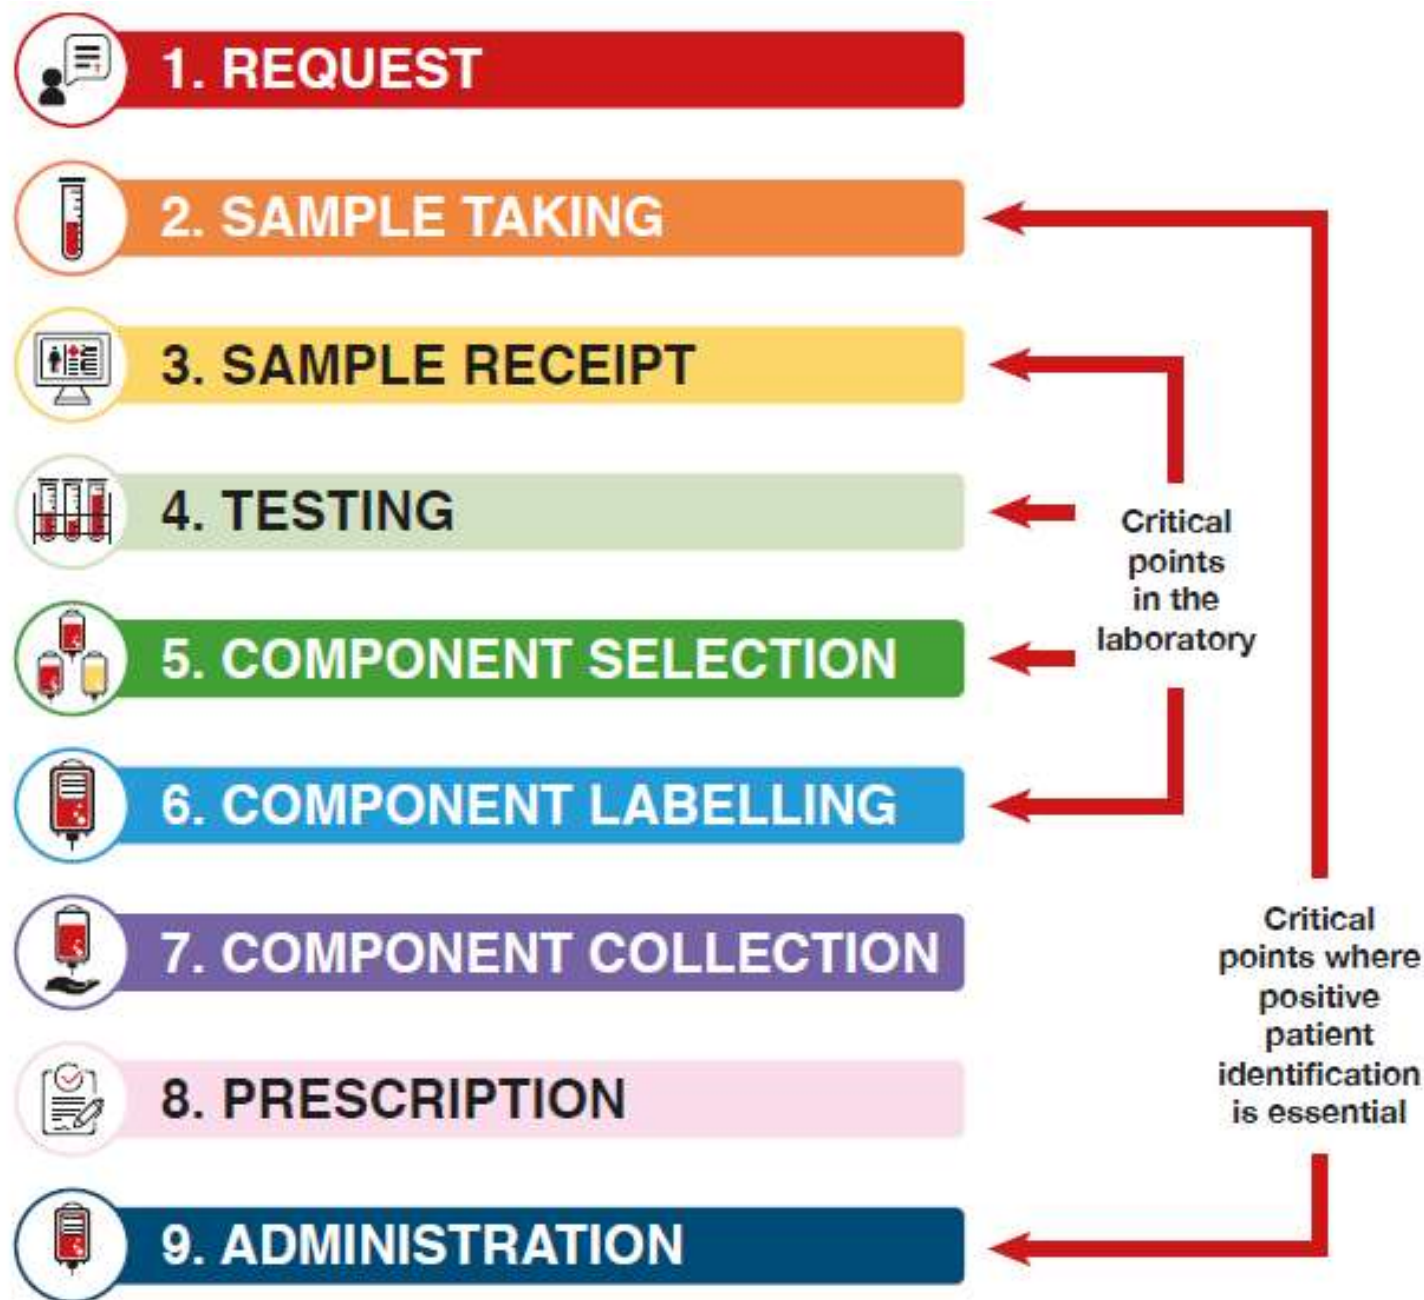 1. REQUEST
2. SAMPLE TAKING
3. SAMPLE RECEIPT
4. TESTING
5. COMPONENT SELECTION
6. COMPONENT LABELLING
7. COMPONENT COLLECTION
8. PRESCRIPTION
9. ADMINISTRATION
Critical
points
in the
laboratory
Critical
points where
positive
patient
identification
is essential